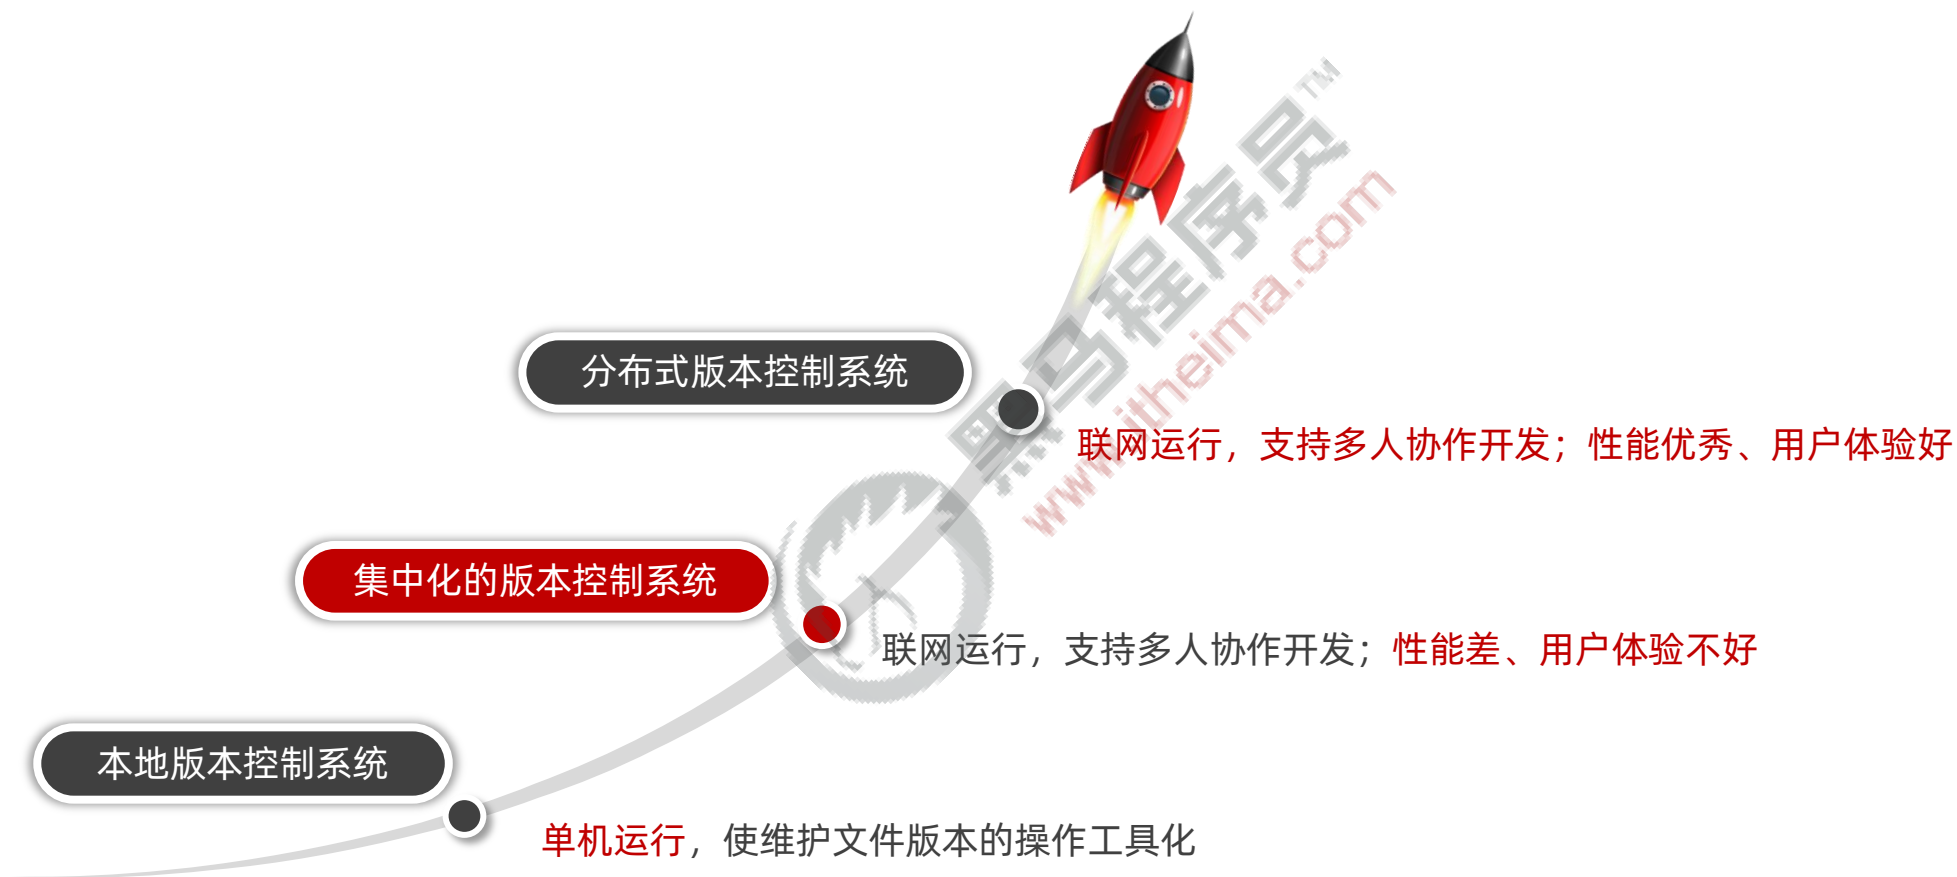 黑马程序员™
www.itheima.com
分布式版本控制系统
联网运行，支持多人协作开发；性能优秀、用户体验好
集中化的版本控制系统
联网运行，支持多人协作开发；性能差、用户体验不好
本地版本控制系统
单机运行，使维护文件版本的操作工具化